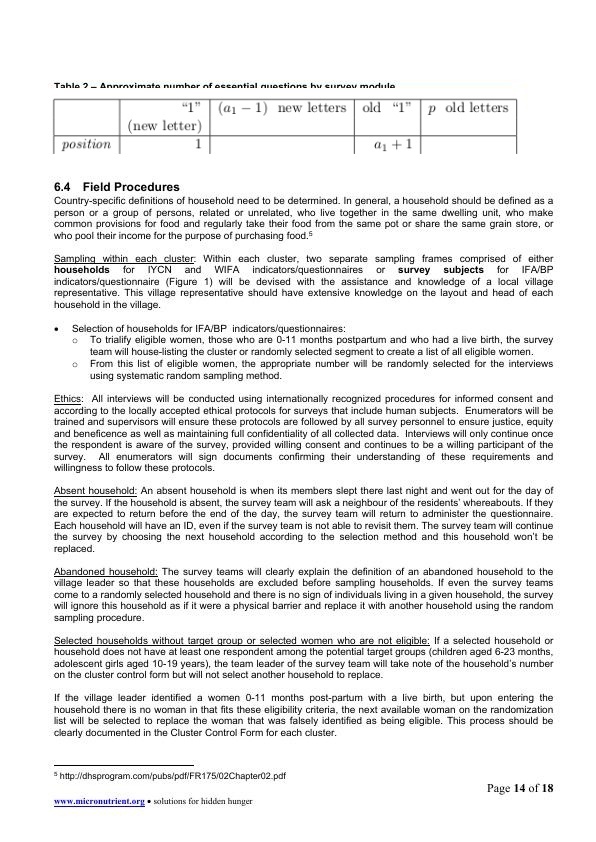 Table 2 – Approximate number of essential questions by survey module
“1” (a₁ − 1) new letters old “1” p old letters
(new letter)
position 1 a₁ + 1
6.4 Field Procedures
Country-specific definitions of household need to be determined. In general, a household should be defined as a
person or a group of persons, related or unrelated, who live together in the same dwelling unit, who make
common provisions for food and regularly take their food from the same pot or share the same grain store, or
who pool their income for the purpose of purchasing food.⁵
Sampling within each cluster: Within each cluster, two separate sampling frames comprised of either
households for IYCN and WIFA indicators/questionnaires or survey subjects for IFA/BP
indicators/questionnaire (Figure 1) will be devised with the assistance and knowledge of a local village
representative. This village representative should have extensive knowledge on the layout and head of each
household in the village.
• Selection of households for IFA/BP indicators/questionnaires:
o To trialify eligible women, those who are 0-11 months postpartum and who had a live birth, the survey
team will house-listing the cluster or randomly selected segment to create a list of all eligible women.
o From this list of eligible women, the appropriate number will be randomly selected for the interviews
using systematic random sampling method.
Ethics: All interviews will be conducted using internationally recognized procedures for informed consent and
according to the locally accepted ethical protocols for surveys that include human subjects. Enumerators will be
trained and supervisors will ensure these protocols are followed by all survey personnel to ensure justice, equity
and beneficence as well as maintaining full confidentiality of all collected data. Interviews will only continue once
the respondent is aware of the survey, provided willing consent and continues to be a willing participant of the
survey. All enumerators will sign documents confirming their understanding of these requirements and
willingness to follow these protocols.
Absent household: An absent household is when its members slept there last night and went out for the day of
the survey. If the household is absent, the survey team will ask a neighbour of the residents’ whereabouts. If they
are expected to return before the end of the day, the survey team will return to administer the questionnaire.
Each household will have an ID, even if the survey team is not able to revisit them. The survey team will continue
the survey by choosing the next household according to the selection method and this household won’t be
replaced.
Abandoned household: The survey teams will clearly explain the definition of an abandoned household to the
village leader so that these households are excluded before sampling households. If even the survey teams
come to a randomly selected household and there is no sign of individuals living in a given household, the survey
will ignore this household as if it were a physical barrier and replace it with another household using the random
sampling procedure.
Selected households without target group or selected women who are not eligible: If a selected household or
household does not have at least one respondent among the potential target groups (children aged 6-23 months,
adolescent girls aged 10-19 years), the team leader of the survey team will take note of the household’s number
on the cluster control form but will not select another household to replace.
If the village leader identified a women 0-11 months post-partum with a live birth, but upon entering the
household there is no woman in that fits these eligibility criteria, the next available woman on the randomization
list will be selected to replace the woman that was falsely identified as being eligible. This process should be
clearly documented in the Cluster Control Form for each cluster.
⁵ http://dhsprogram.com/pubs/pdf/FR175/02Chapter02.pdf
Page 14 of 18
www.micronutrient.org • solutions for hidden hunger